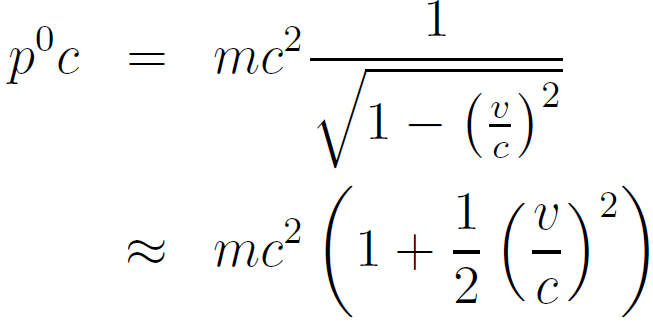 p^0 c = mc^2 \frac{1}{\sqrt{1 - \left(\frac{v}{c}\right)^2}}
\approx mc^2 \left(1 + \frac{1}{2} \left(\frac{v}{c}\right)^2\right)